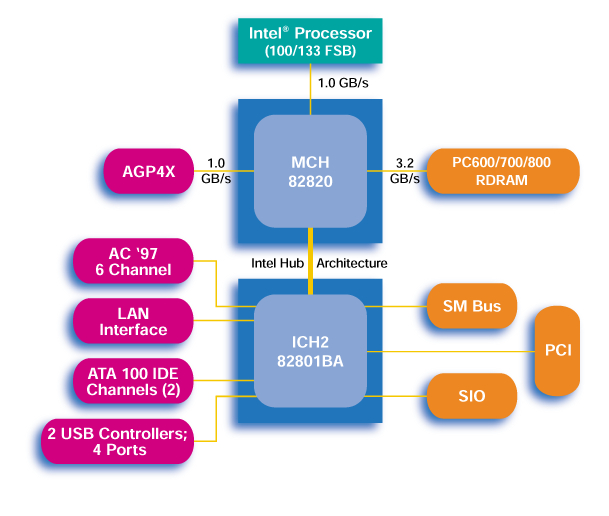 Intel® Processor
(100/133 FSB)
1.0 GB/s
MCH
82820
AGP4X
1.0
GB/s
3.2
GB/s
PC600/700/800
RDRAM
Intel Hub Architecture
AC '97
6 Channel
LAN
Interface
ATA 100 IDE
Channels (2)
2 USB Controllers;
4 Ports
ICH2
82801BA
SM Bus
PCI
SIO